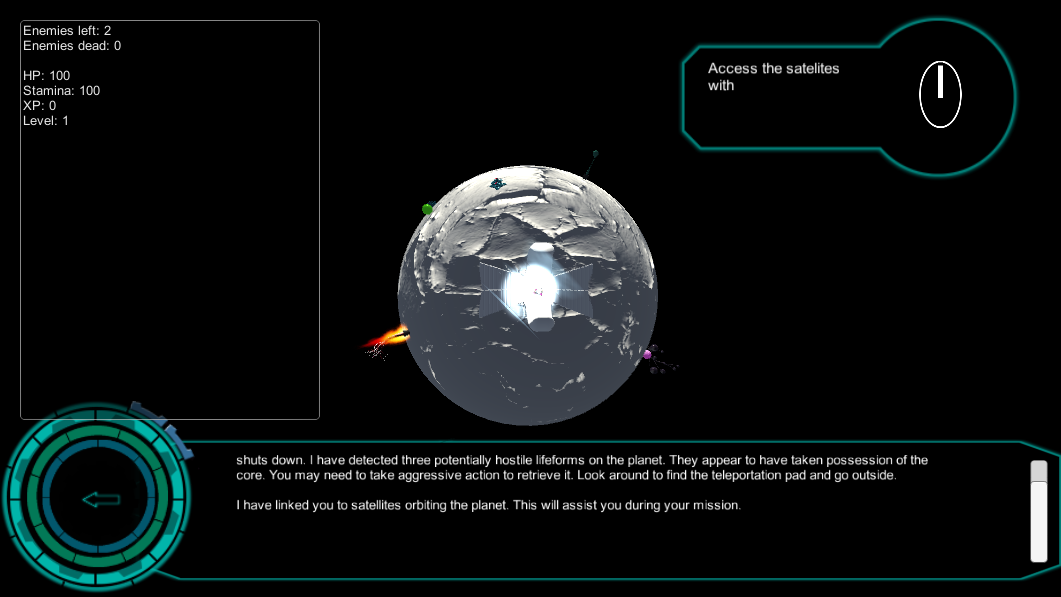 Enemies left: 2
Enemies dead: 0
HP: 100
Stamina: 100
XP: 0
Level: 1
Access the satelites
with
shuts down. I have detected three potentially hostile lifeforms on the planet. They appear to have taken possession of the
core. You may need to take aggressive action to retrieve it. Look around to find the teleportation pad and go outside.
I have linked you to satellites orbiting the planet. This will assist you during your mission.